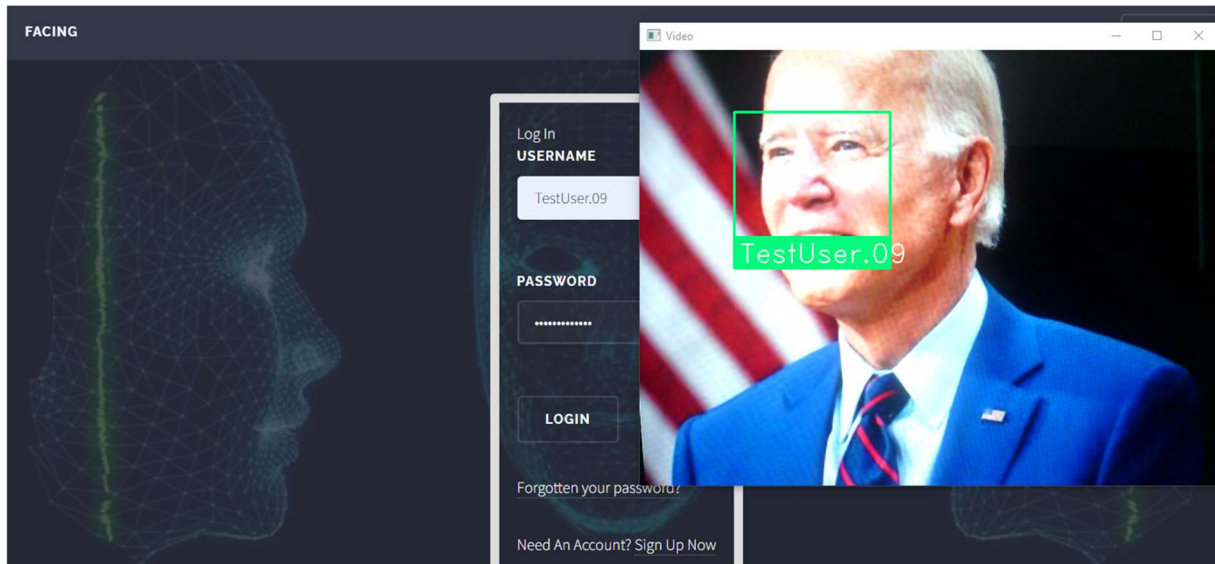 FACING
Log In
USERNAME
TestUser.09
PASSWORD
•••••••••••••
LOGIN
Forgotten your password?
Need An Account? Sign Up Now
Video
TestUser.09